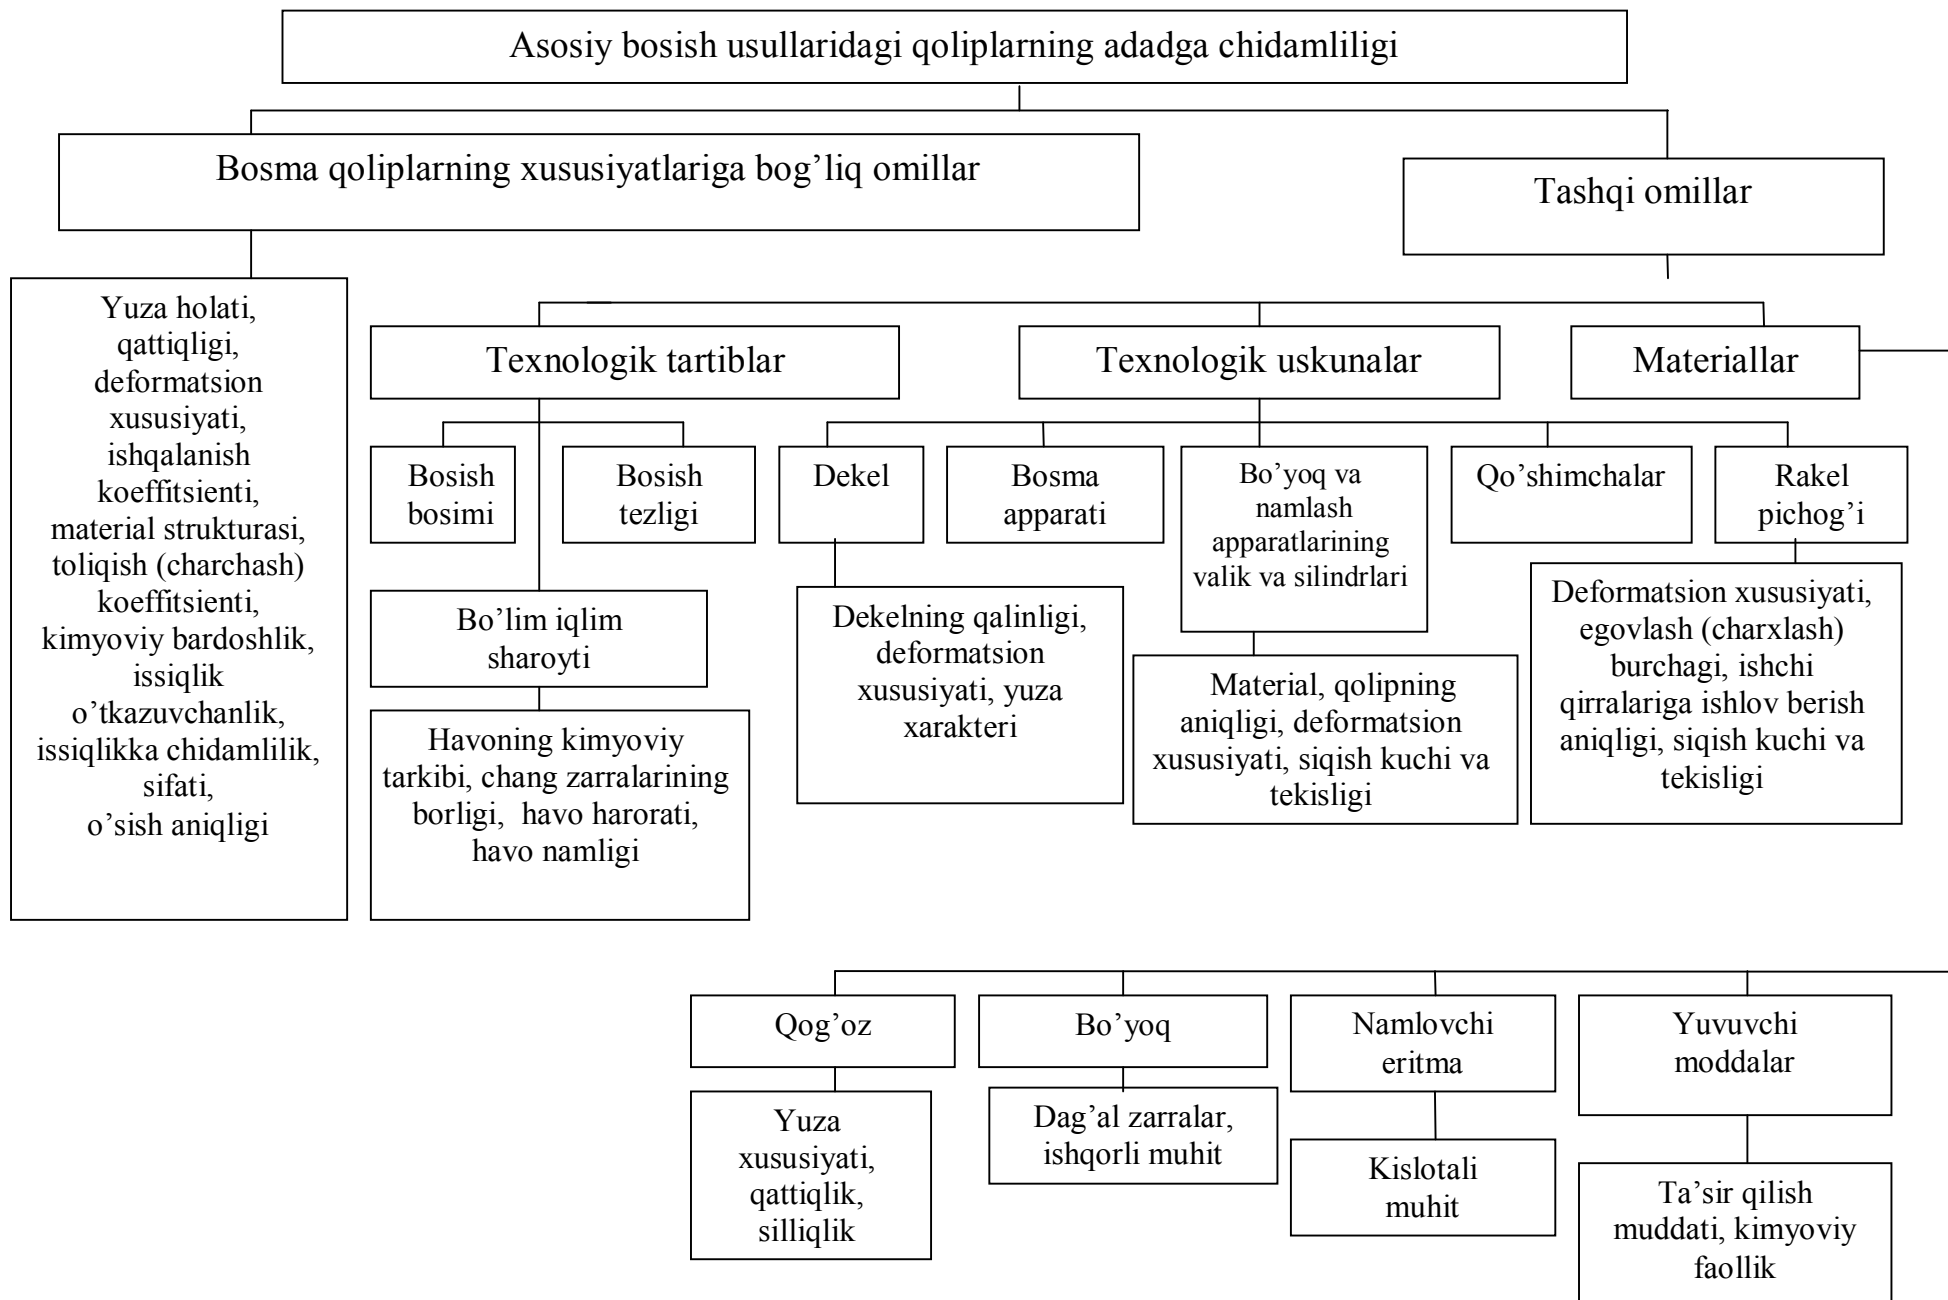 Asosiy bosish usullaridagi qoliplarning adadga chidamliligi
Bosma qoliplarning xususiyatlariga bog’liq omillar
Tashqi omillar
Yuza holati,
qattiqligi,
deformatsion
xususiyati,
ishqalanish
koeffitsienti,
material strukturasi,
toliqish (charchash)
koeffitsienti,
kimyoviy bardoshlik,
issiqlik
o’tkazuvchanlik,
issiqlikka chidamlilik,
sifati,
o’sish aniqligi
Texnologik tartiblar
Texnologik uskunalar
Materiallar
Bosish
bosimi
Bosish
tezligi
Dekel
Bosma
apparati
Bo’yoq va
namlash
apparatlarining
valik va silindrlari
Qo’shimchalar
Rakel
pichog’i
Bo’lim iqlim
sharoyti
Havoning kimyoviy
tarkibi, chang zarralarining
borligi, havo harorati,
havo namligi
Dekelning qalinligi,
deformatsion
xususiyati, yuza
xarakteri
Material, qolipning
aniqligi, deformatsion
xususiyati, siqish kuchi va
tekisligi
Deformatsion xususiyati,
egovlash (charxlash)
burchagi, ishchi
qirralariga ishlov berish
aniqligi, siqish kuchi va
tekisligi
Qog’oz
Bo’yoq
Namlovchi
eritma
Yuvuvchi
moddalar
Yuza
xususiyati,
qattiqlik,
silliqlik
Dag’al zarralar,
ishqorli muhit
Kislotali
muhit
Ta’sir qilish
muddati, kimyoviy
faollik